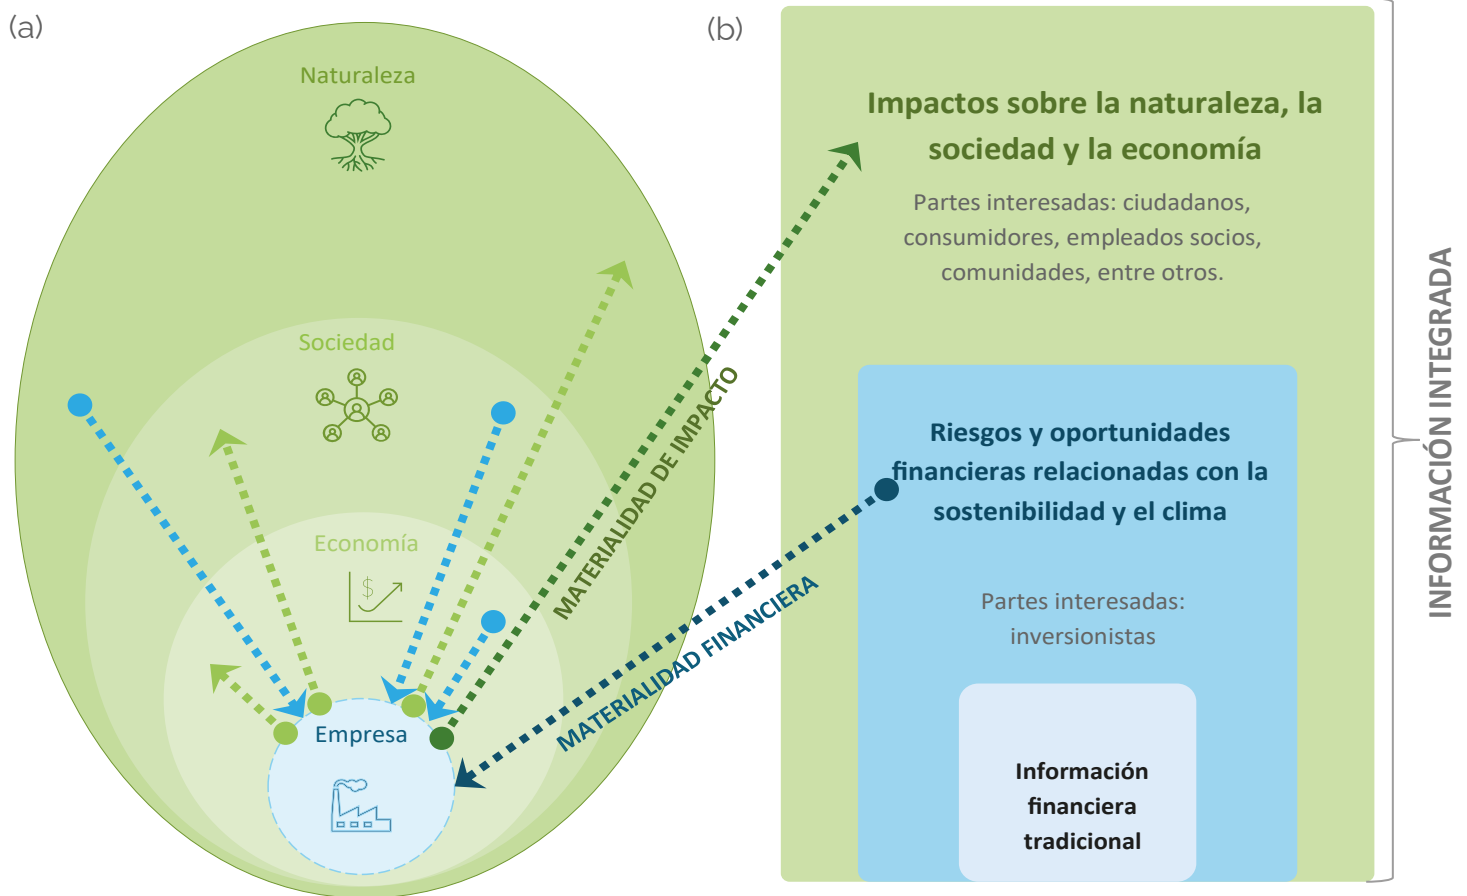 (a)
Naturaleza
Sociedad
Economía
$
Empresa
MATERIALIDAD DE IMPACTO
MATERIALIDAD FINANCIERA
(b)
Impactos sobre la naturaleza, la
sociedad y la economía
Partes interesadas: ciudadanos,
consumidores, empleados socios,
comunidades, entre otros.
Riesgos y oportunidades
financieras relacionadas con la
sostenibilidad y el clima
Partes interesadas:
inversionistas
Información
financiera
tradicional
INFORMACIÓN INTEGRADA